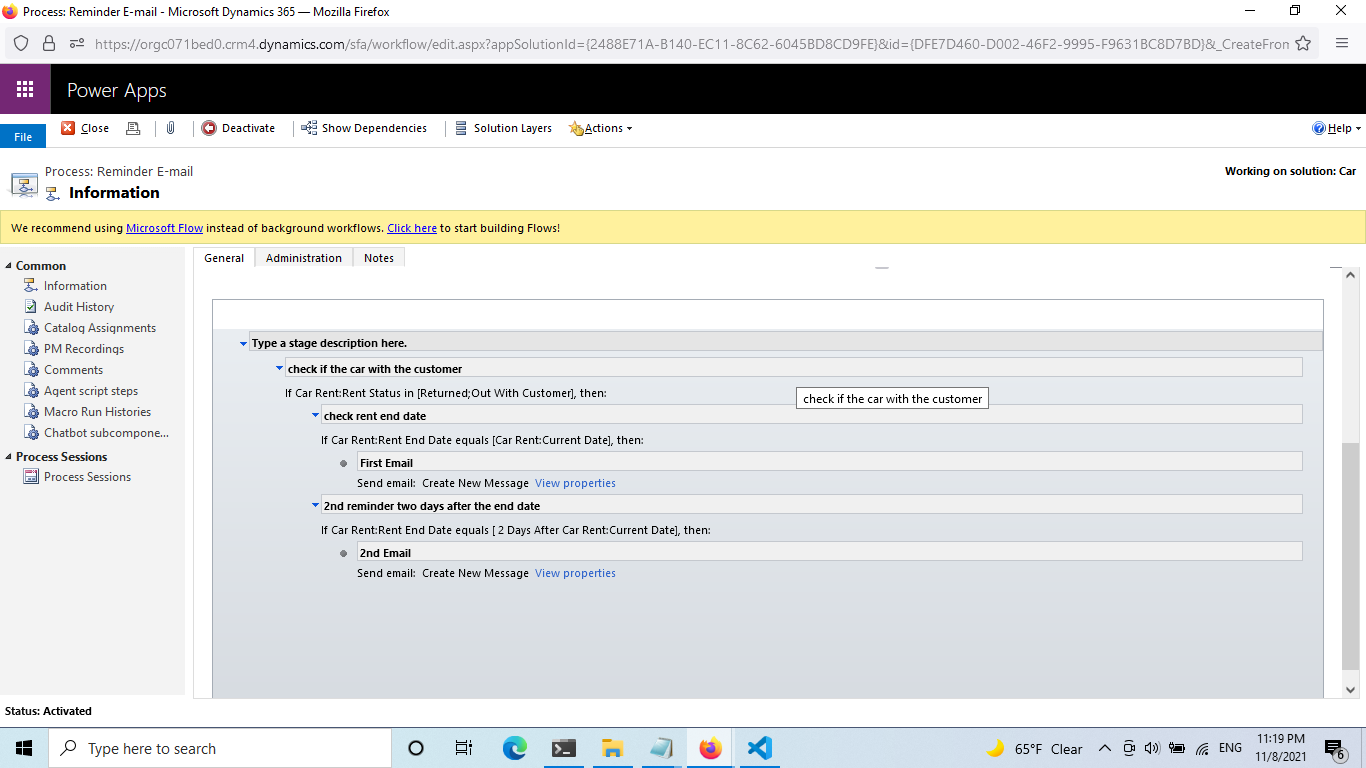 Process: Reminder E-mail - Microsoft Dynamics 365 — Mozilla Firefox
https://orgc071bed0.crm4.dynamics.com/sfa/workflow/edit.aspx?appSolutionId={2488E71A-B140-EC11-8C62-6045BD8CD9FE}&id={DFE7D460-D002-46F2-9995-F9631BC8D7BD}&_CreateFrom
Power Apps
File
Close
Deactivate
Show Dependencies
Solution Layers
Actions
Help
Process: Reminder E-mail
Information
Working on solution: Car
We recommend using Microsoft Flow instead of background workflows. Click here to start building Flows!
Common
Information
Audit History
Catalog Assignments
PM Recordings
Comments
Agent script steps
Macro Run Histories
Chatbot subcompone...
Process Sessions
Process Sessions
General
Administration
Notes
Type a stage description here.
check if the car with the customer
If Car Rent:Rent Status in [Returned;Out With Customer], then:
check if the car with the customer
check rent end date
If Car Rent:Rent End Date equals [Car Rent:Current Date], then:
First Email
Send email: Create New Message View properties
2nd reminder two days after the end date
If Car Rent:Rent End Date equals [ 2 Days After Car Rent:Current Date], then:
2nd Email
Send email: Create New Message View properties
Status: Activated
Type here to search
65°F Clear
ENG
11:19 PM
11/8/2021
6